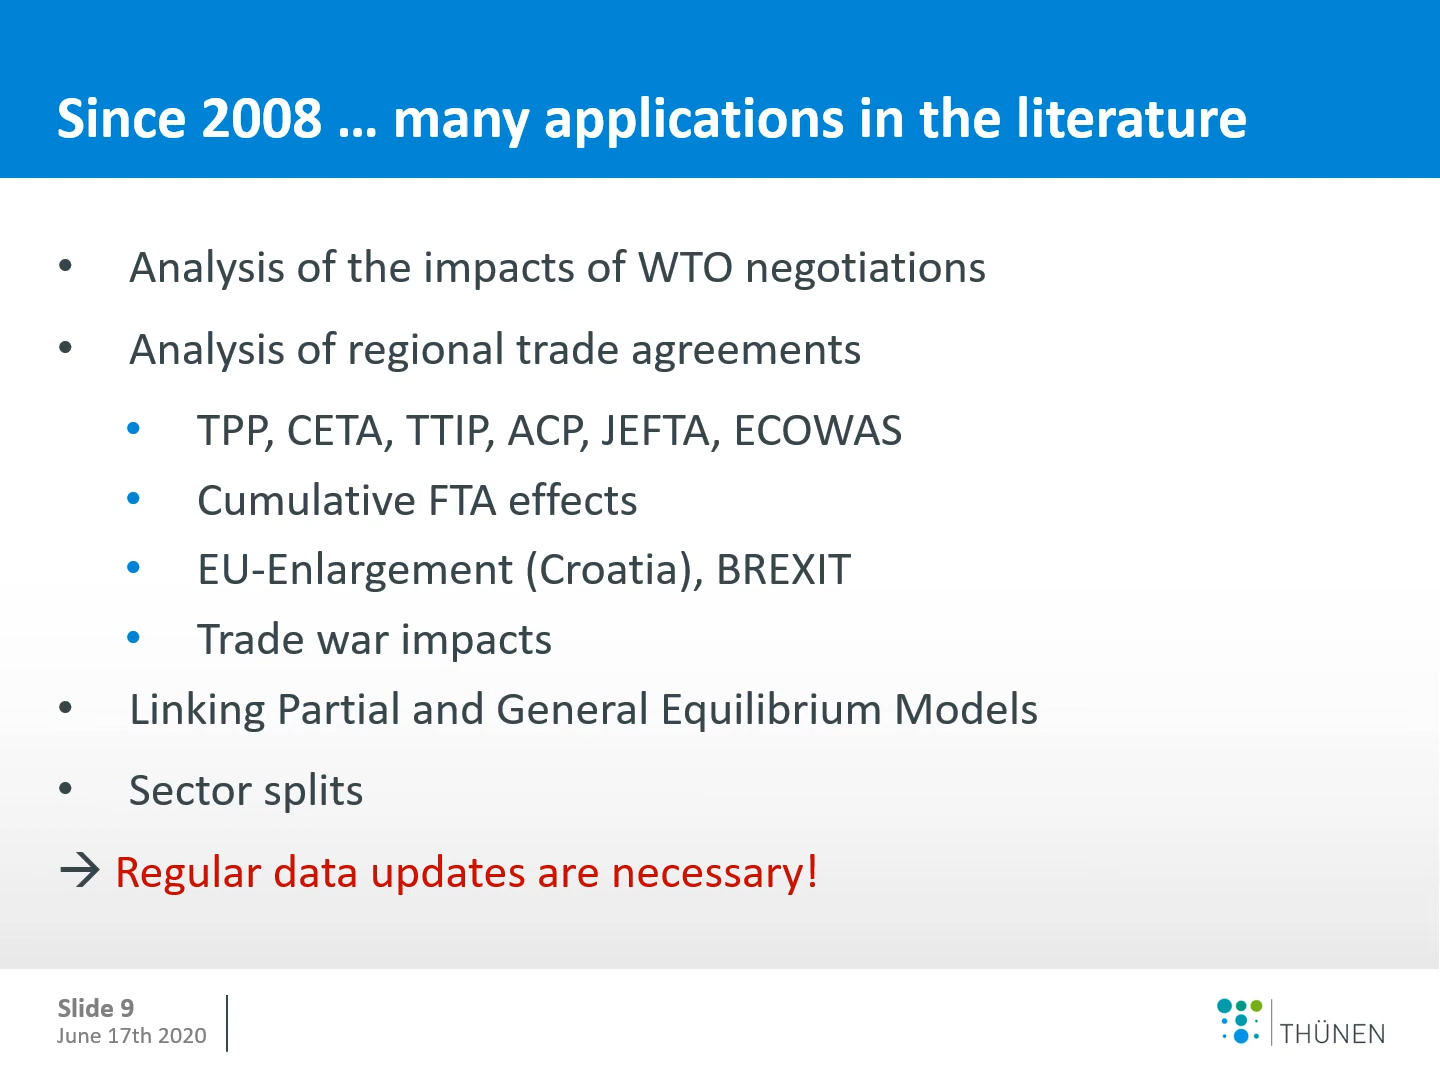 Since 2008 … many applications in the literature
• Analysis of the impacts of WTO negotiations
• Analysis of regional trade agreements
• TPP, CETA, TTIP, ACP, JEFTA, ECOWAS
• Cumulative FTA effects
• EU-Enlargement (Croatia), BREXIT
• Trade war impacts
• Linking Partial and General Equilibrium Models
• Sector splits
→ Regular data updates are necessary!
Slide 9
June 17th 2020
THÜNEN